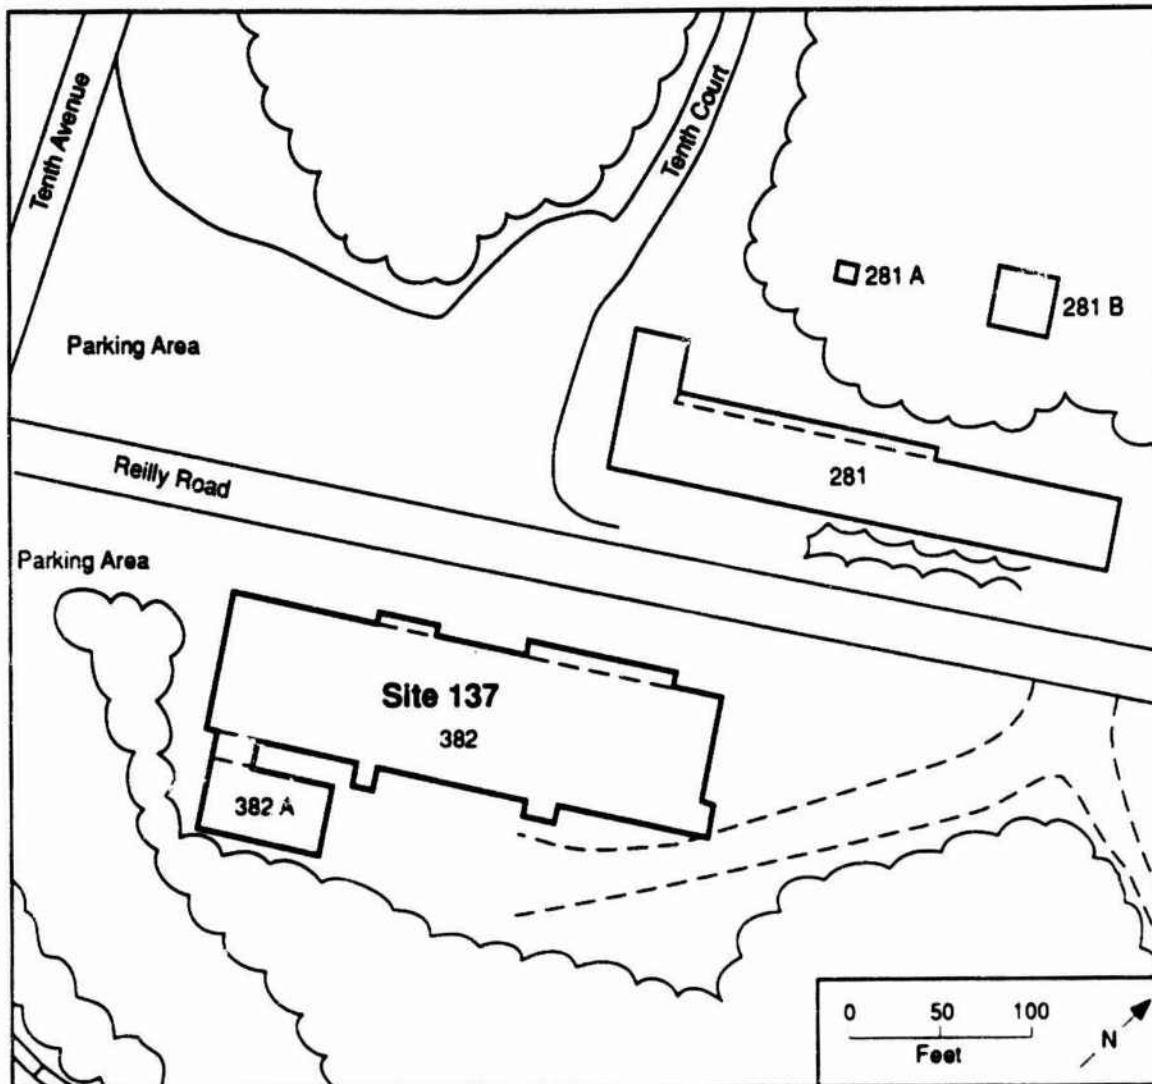 Tenth Avenue
Tenth Court
281 A
281 B
Parking Area
281
Reilly Road
Parking Area
Site 137
382
382 A
0 50 100
Feet
N